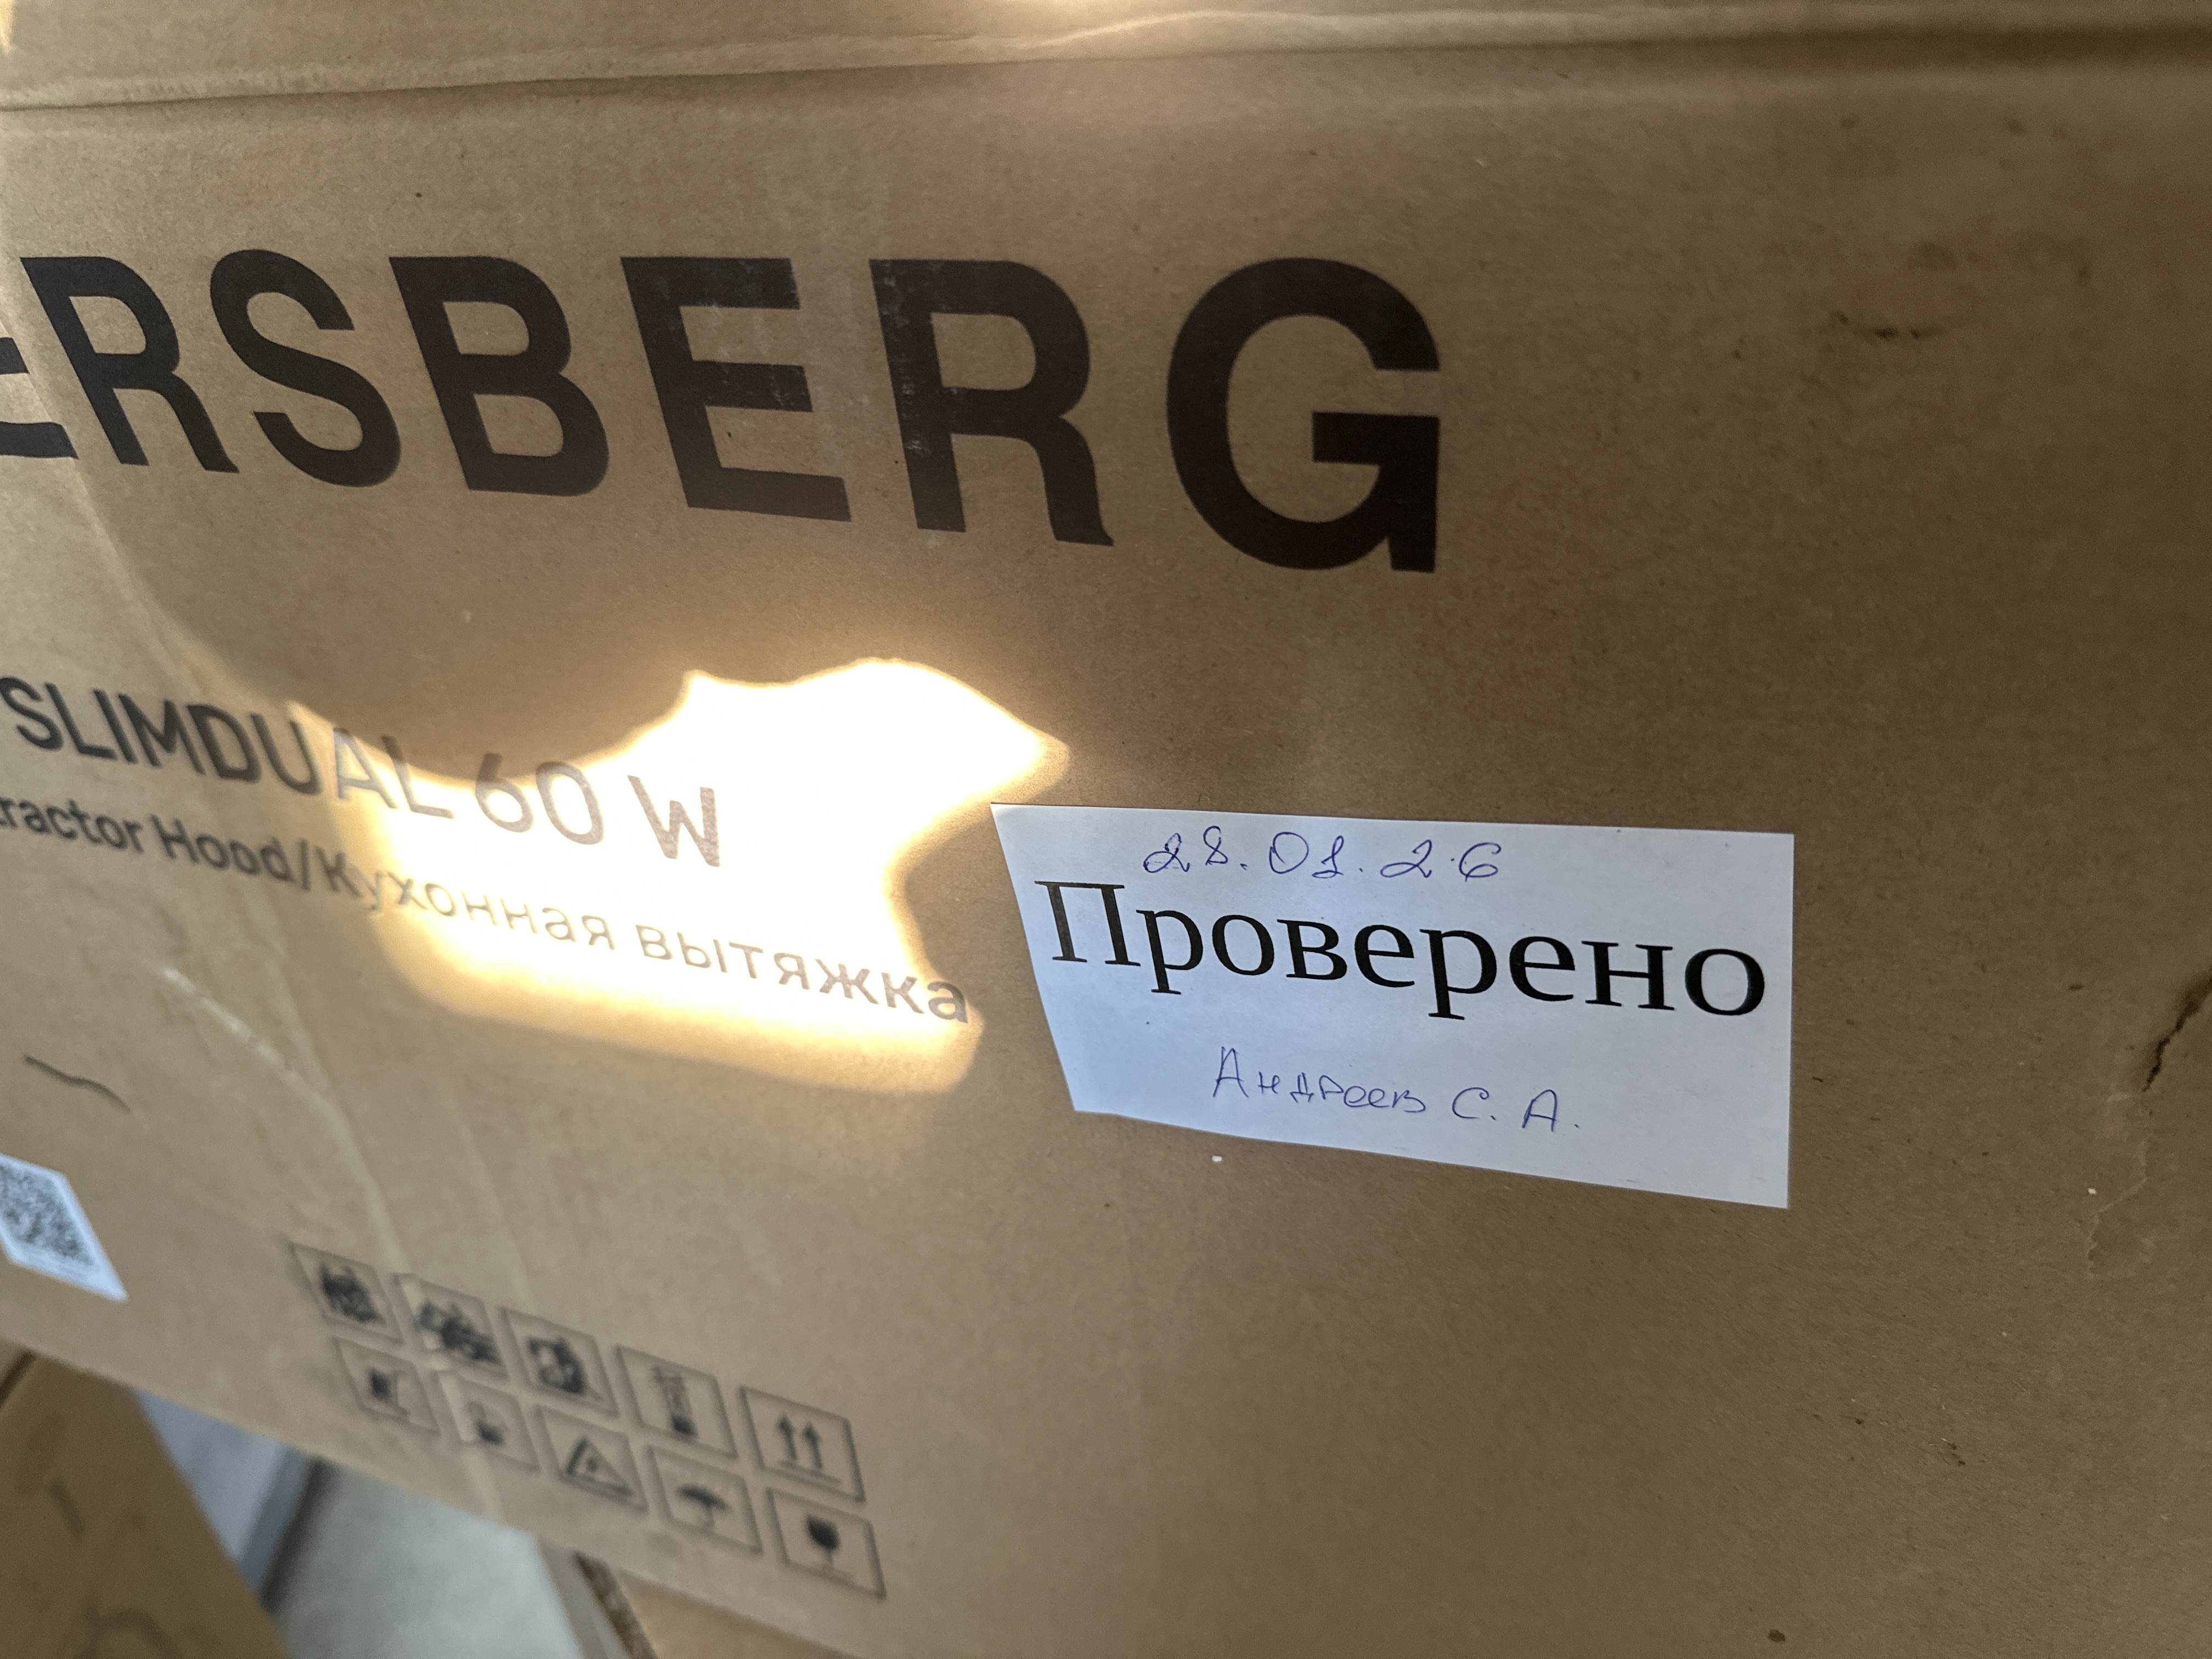 ERSBERG
SLIMDUAL 60 W
ractor Hood/Кухонная вытяжка
28.01.26
Проверено
Андреев С. А.